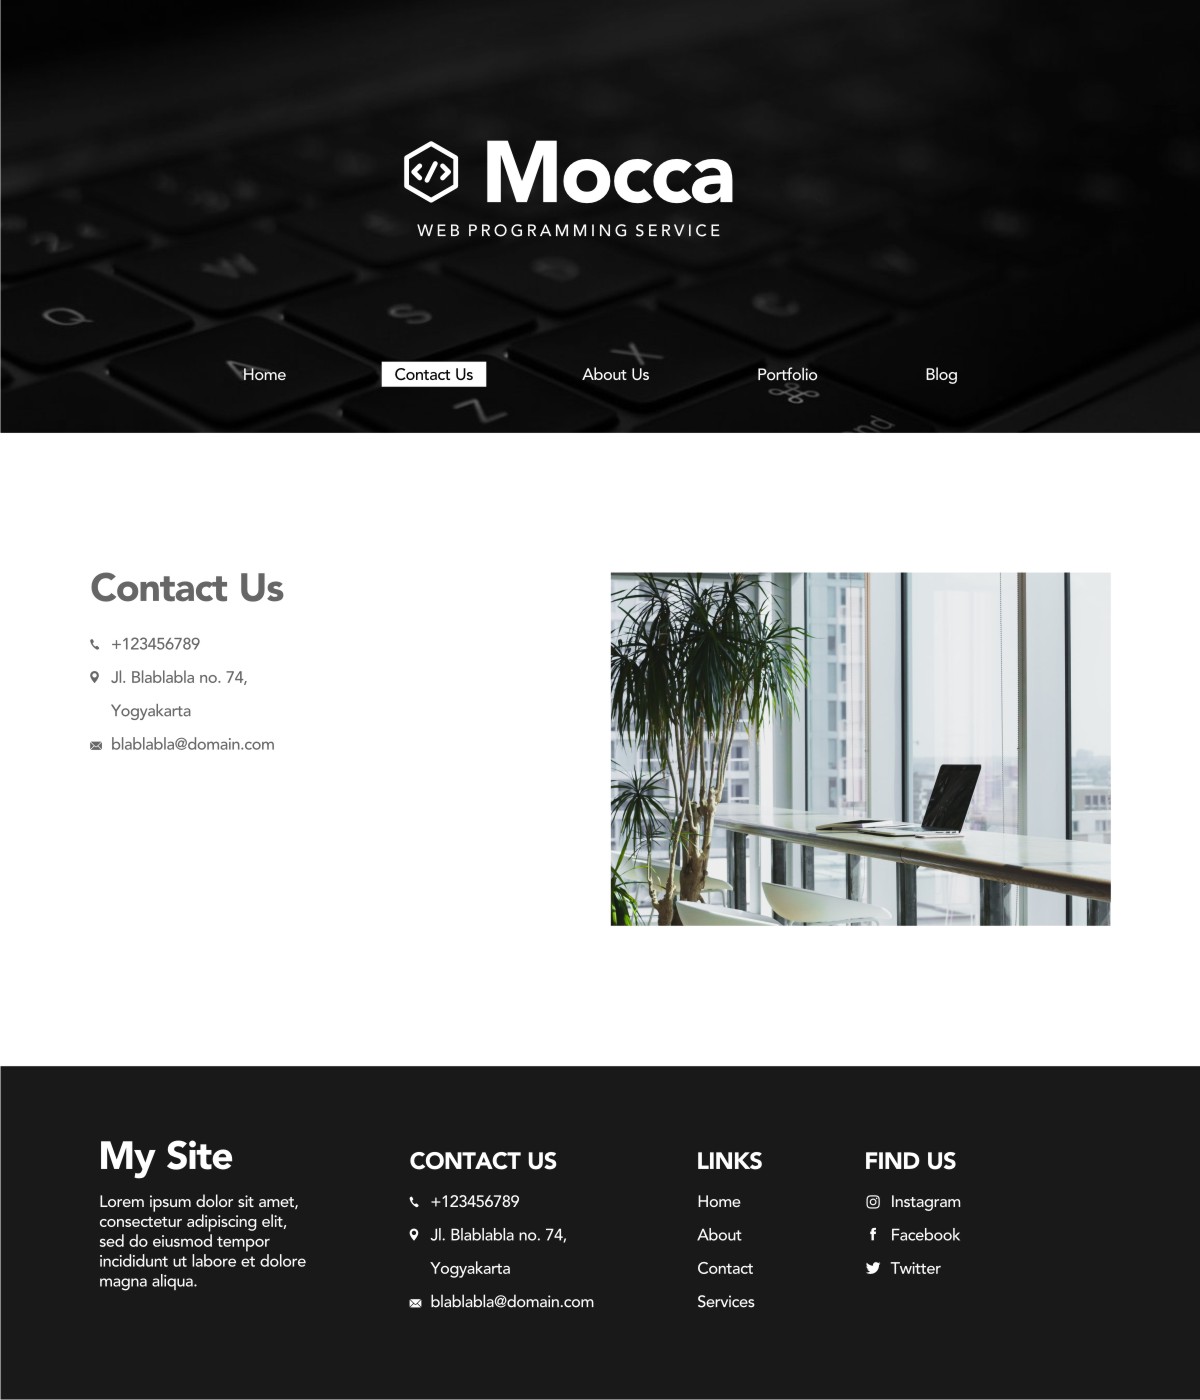 Mocca
WEB PROGRAMMING SERVICE
Q
W
S
A
Z
X
Home
Contact Us
About Us
Portfolio
Blog
Contact Us
+123456789
Jl. Blablabla no. 74,
Yogyakarta
blablabla@domain.com
My Site
Lorem ipsum dolor sit amet,
consectetur adipiscing elit,
sed do eiusmod tempor
incididunt ut labore et dolore
magna aliqua.
CONTACT US
+123456789
Jl. Blablabla no. 74,
Yogyakarta
blablabla@domain.com
LINKS
Home
About
Contact
Services
FIND US
Instagram
Facebook
Twitter